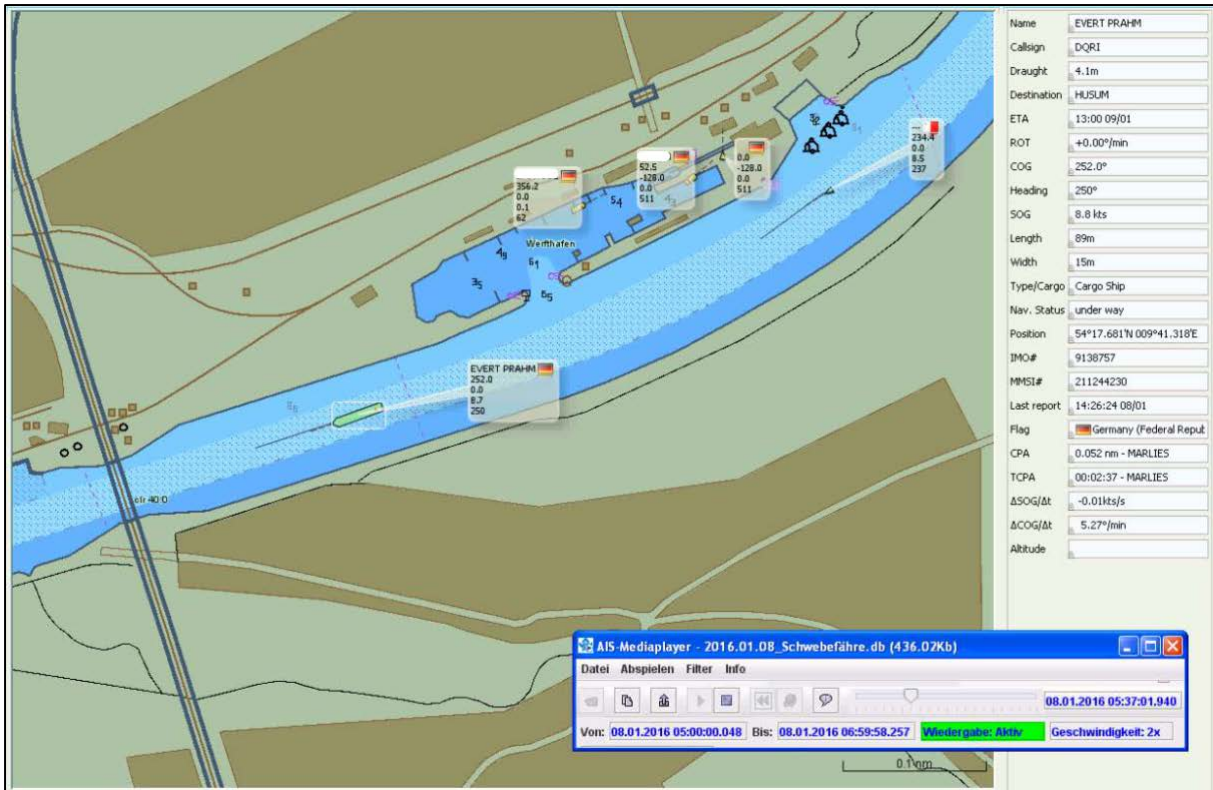 356.2
0.0
0.1
62
52.5
-128.0
0.0
511
0.0
-128.0
0.0
511
---
234.4
0.0
8.5
237
Werfthafen
EVERT PRAHM
252.0
0.0
8.7
250
clr 40.0
0.1 nm
Name EVERT PRAHM
Callsign DQRI
Draught 4.1m
Destination HUSUM
ETA 13:00 09/01
ROT +0.00°/min
COG 252.0°
Heading 250°
SOG 8.8 kts
Length 89m
Width 15m
Type/Cargo Cargo Ship
Nav. Status under way
Position 54°17.681'N 009°41.318'E
IMO# 9138757
MMSI# 211244230
Last report 14:26:24 08/01
Flag Germany (Federal Republ
CPA 0.052 nm - MARLIES
TCPA 00:02:37 - MARLIES
ΔSOG/Δt -0.01kts/s
ΔCOG/Δt 5.27°/min
Altitude
AIS-Mediaplayer - 2016.01.08_Schwebefähre.db (436.02Kb)
Datei Abspielen Filter Info
08.01.2016 05:37:01.940
Von: 08.01.2016 05:00:00.048 Bis: 08.01.2016 06:59:58.257 Wiedergabe: Aktiv Geschwindigkeit: 2x